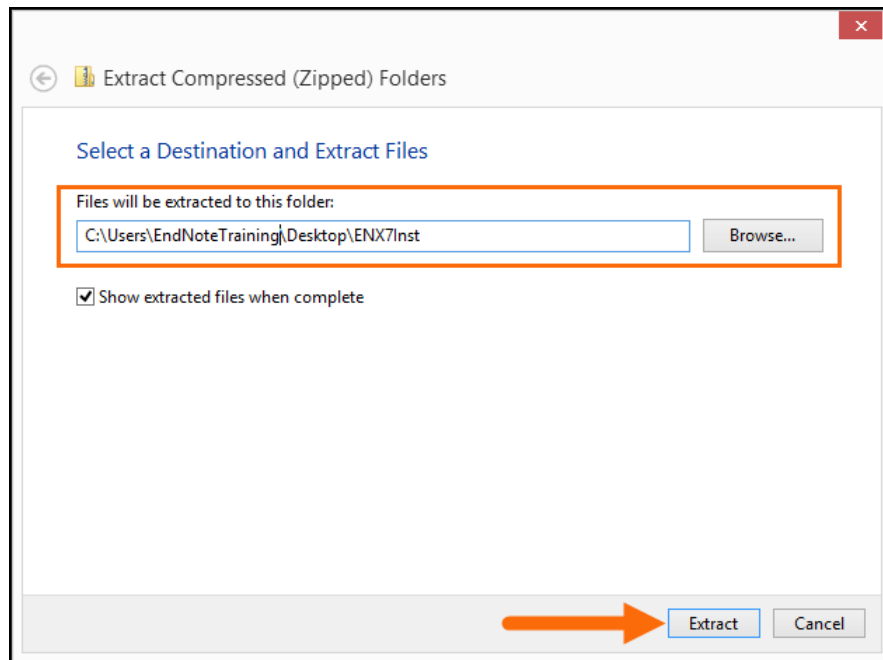 Extract Compressed (Zipped) Folders
Select a Destination and Extract Files
Files will be extracted to this folder:
C:\Users\EndNoteTraining\Desktop\ENX7Inst
Browse...
Show extracted files when complete
Extract
Cancel